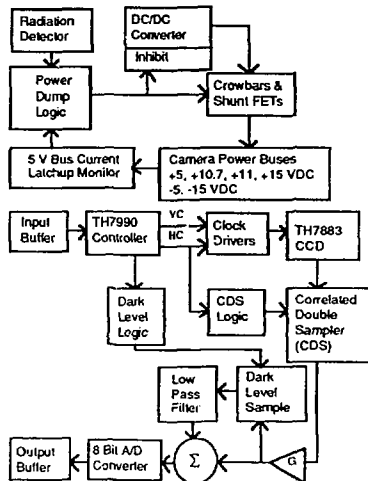 Radiation
Detector
DC/DC
Converter
Inhibit
Power
Dump
Logic
Crowbars &
Shunt FETs
5 V Bus Current
Latchup Monitor
Camera Power Buses
+5, +10.7, +11, +15 VDC
-5, -15 VDC
Input
Buffer
TH7990
Controller
VC
HC
Clock
Drivers
TH7883
CCD
Dark
Level
Logic
CDS
Logic
Correlated
Double
Sampler
(CDS)
Low
Pass
Filter
Dark
Level
Sample
Output
Buffer
8 Bit A/D
Converter
Σ
G